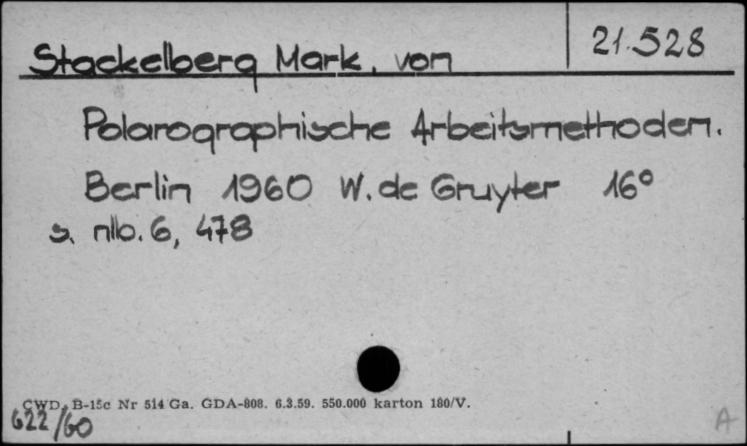 21.528
Stackelberg Mark, von
Polarographische Arbeitsmethoden.
Berlin 1960 W. de Gruyter 16°
s. nlb. 6, 478
CWD, B-15c Nr 514 Ga. GDA-808. 6.3.59. 550.000 karton 180/V.
622/60
A